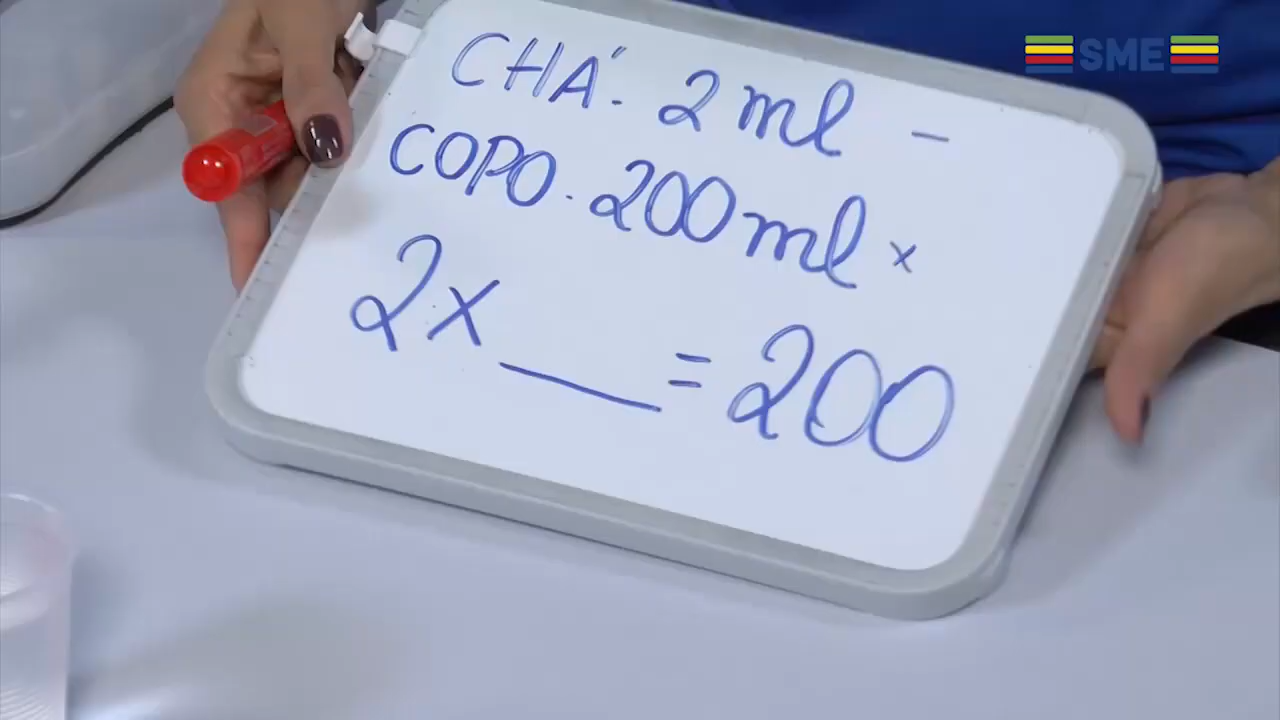 SME
CHÁ. 2 ml -
COPO. 200 ml x
2 x ___ = 200